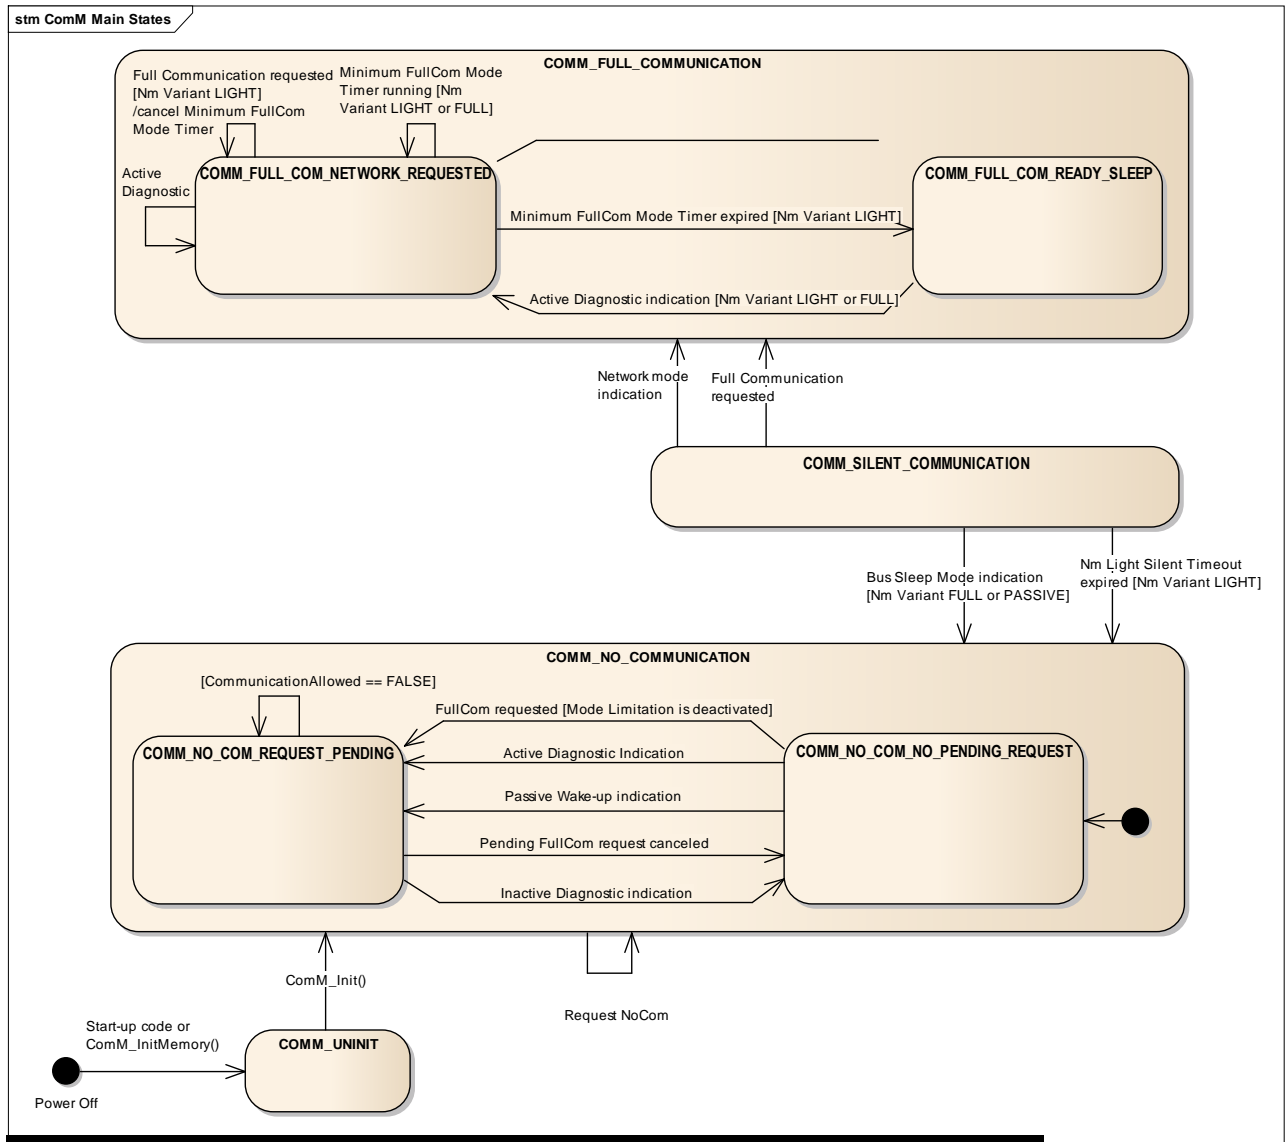 stm ComM Main States
COMM_FULL_COMMUNICATION
Full Communication requested
[Nm Variant LIGHT]
/cancel Minimum FullCom
Mode Timer
Minimum FullCom Mode
Timer running [Nm
Variant LIGHT or FULL]
Active
Diagnostic
COMM_FULL_COM_NETWORK_REQUESTED
COMM_FULL_COM_READY_SLEEP
Minimum FullCom Mode Timer expired [Nm Variant LIGHT]
Active Diagnostic indication [Nm Variant LIGHT or FULL]
Network mode
indication
Full Communication
requested
COMM_SILENT_COMMUNICATION
Bus Sleep Mode indication
[Nm Variant FULL or PASSIVE]
Nm Light Silent Timeout
expired [Nm Variant LIGHT]
COMM_NO_COMMUNICATION
[CommunicationAllowed == FALSE]
FullCom requested [Mode Limitation is deactivated]
COMM_NO_COM_REQUEST_PENDING
Active Diagnostic Indication
COMM_NO_COM_NO_PENDING_REQUEST
Passive Wake-up indication
Pending FullCom request canceled
Inactive Diagnostic indication
ComM_Init()
Request NoCom
Start-up code or
ComM_InitMemory()
COMM_UNINIT
Power Off